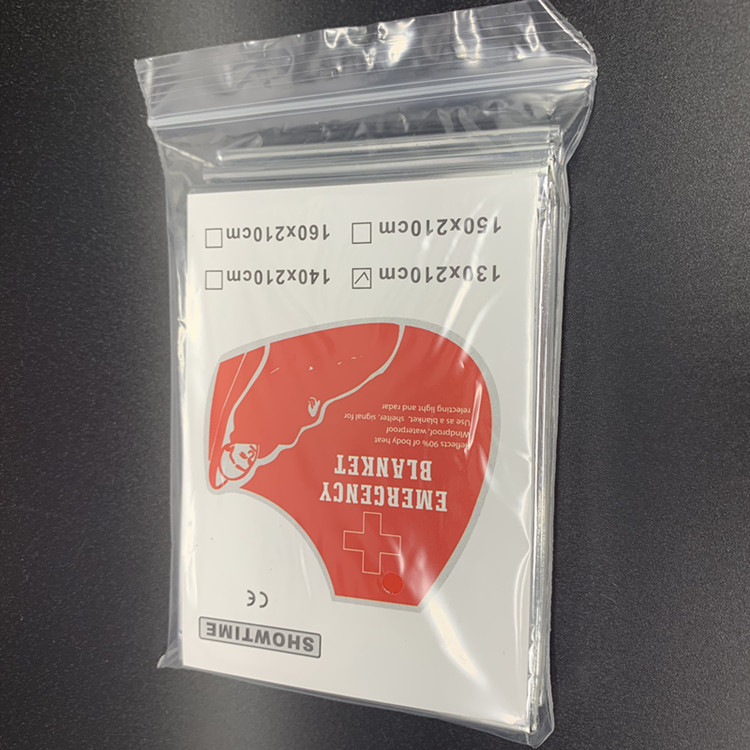 SHOWTIME
CE
EMERGENCY
BLANKET
Reflects 90% of body heat
Windproof, waterproof
Use as a blanket, shelter, signal for
relecting light and radar
130x210cm ☑ 140x210cm ☐
150x210cm ☐ 160x210cm ☐